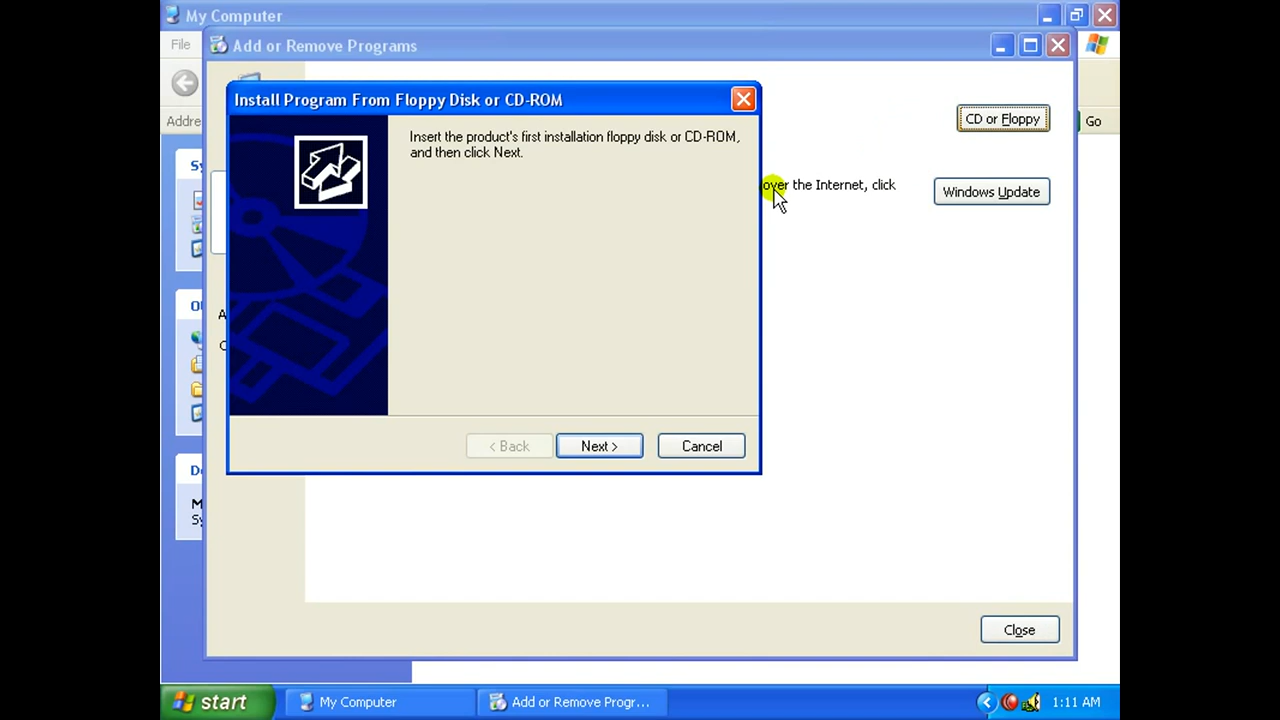 My Computer
File
Add or Remove Programs
Install Program From Floppy Disk or CD-ROM
Insert the product's first installation floppy disk or CD-ROM,
and then click Next.
CD or Floppy
Go
over the Internet, click
Windows Update
< Back
Next >
Cancel
Close
start
My Computer
Add or Remove Progr...
1:11 AM